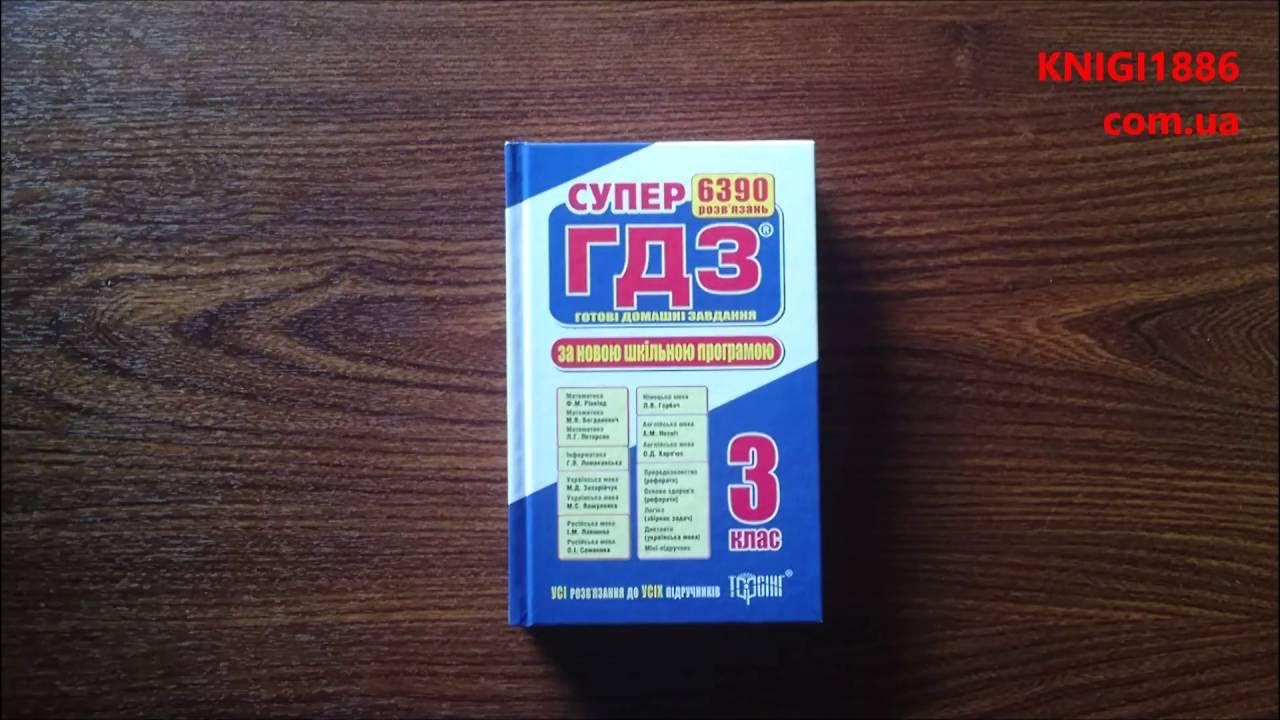 KNIGI1886
com.ua
СУПЕР
6390
розв'язань
ГДЗ®
ГОТОВІ ДОМАШНІ ЗАВДАННЯ
за новою шкільною програмою
Математика
Ф.М. Рівкінд
Математика
М.В. Богданович
Математика
Л.Г. Петерсон
Інформатика
Г.В. Ломаковська
Українська мова
М.Д. Захарійчук
Українська мова
М.С. Вашуленко
Російська мова
І.М. Лапшина
Російська мова
Німецька мова
Л.В. Горбач
Англійська мова
А.М. Несвіт
Англійська мова
О.Д. Карп'юк
Природознавство
(реферати)
Основи здоров'я
(реферати)
Логіка
(збірник задач)
Диктанти
(українська мова)
Міні-підручник
3
клас
УСІ РОЗВ'ЯЗАННЯ ДО УСІХ ПІДРУЧНИКІВ
ТОРСІНГ®